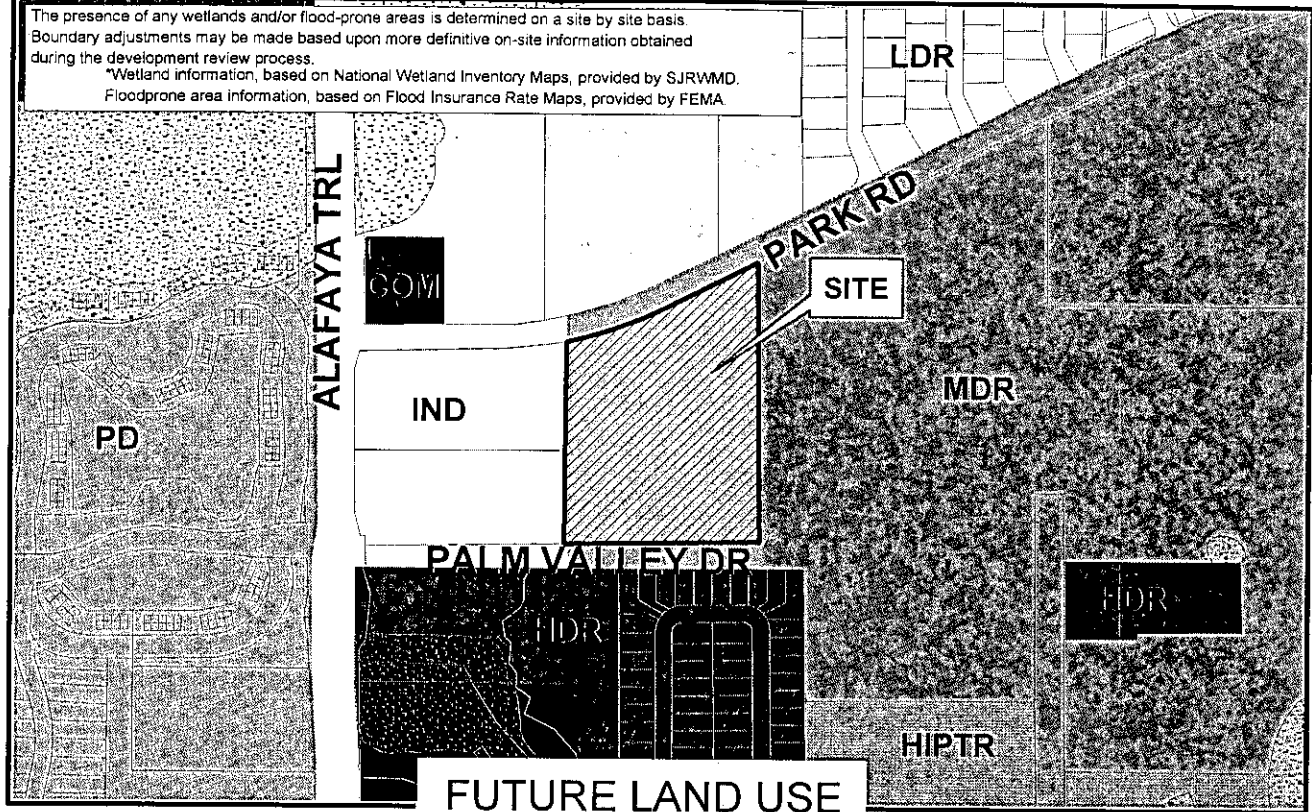 The presence of any wetlands and/or flood-prone areas is determined on a site by site basis.
Boundary adjustments may be made based upon more definitive on-site information obtained
during the development review process.
*Wetland information, based on National Wetland Inventory Maps, provided by SJRWMD.
Floodprone area information, based on Flood Insurance Rate Maps, provided by FEMA.
LDR
ALAFAYA TRL
COM
PARK RD
SITE
IND
MDR
PD
PALM VALLEY DR
HDR
HDR
HIPTR
FUTURE LAND USE